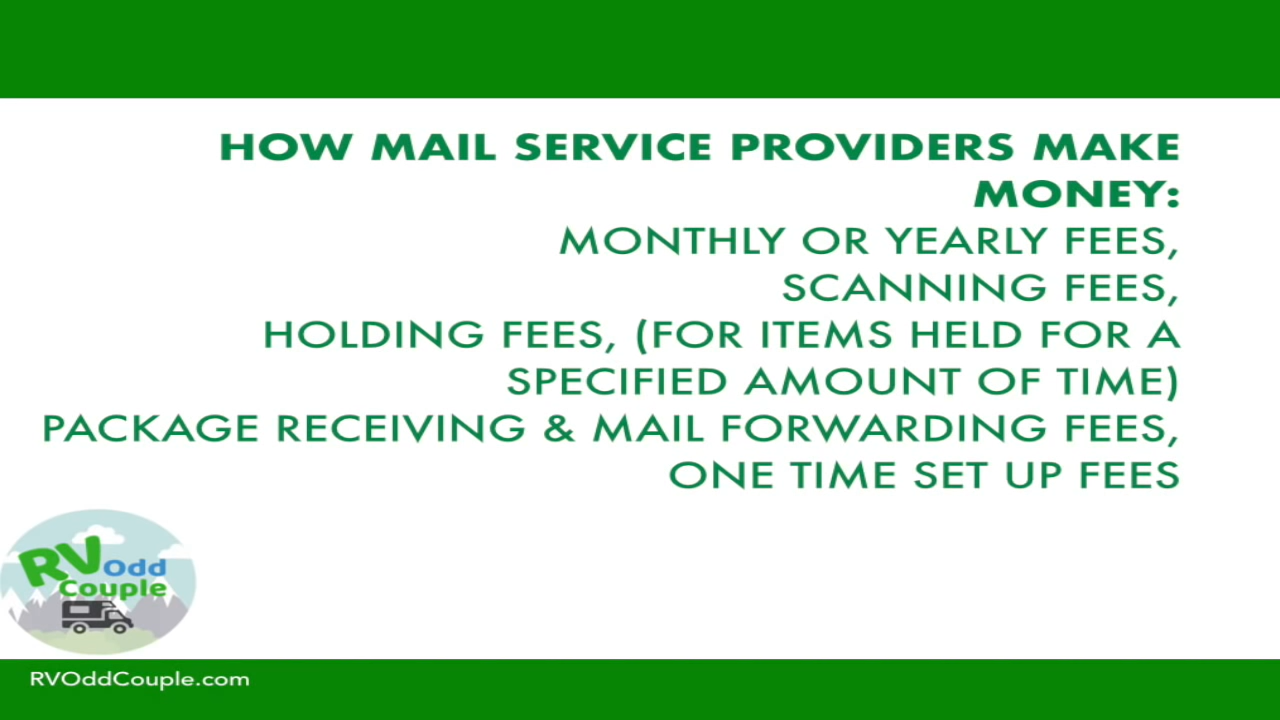 HOW MAIL SERVICE PROVIDERS MAKE
MONEY:
MONTHLY OR YEARLY FEES,
SCANNING FEES,
HOLDING FEES, (FOR ITEMS HELD FOR A
SPECIFIED AMOUNT OF TIME)
PACKAGE RECEIVING & MAIL FORWARDING FEES,
ONE TIME SET UP FEES
RV Odd
Couple
RVOddCouple.com